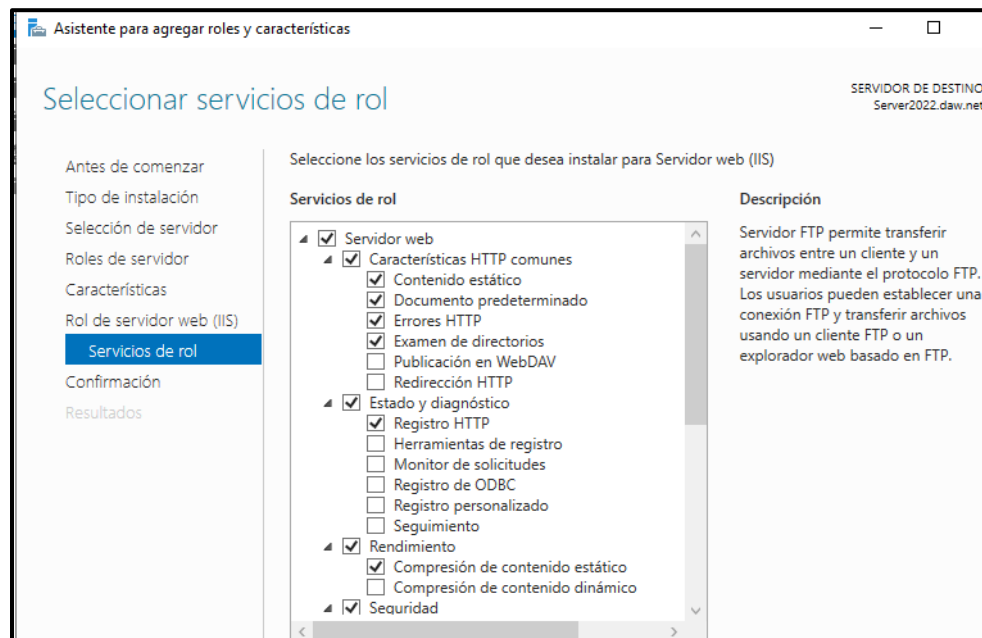 Asistente para agregar roles y características
Seleccionar servicios de rol
SERVIDOR DE DESTINO
Server2022.daw.net
Antes de comenzar
Tipo de instalación
Selección de servidor
Roles de servidor
Características
Rol de servidor web (IIS)
Servicios de rol
Confirmación
Resultados
Seleccione los servicios de rol que desea instalar para Servidor web (IIS)
Servicios de rol
Servidor web
Características HTTP comunes
Contenido estático
Documento predeterminado
Errores HTTP
Examen de directorios
Publicación en WebDAV
Redirección HTTP
Estado y diagnóstico
Registro HTTP
Herramientas de registro
Monitor de solicitudes
Registro de ODBC
Registro personalizado
Seguimiento
Rendimiento
Compresión de contenido estático
Compresión de contenido dinámico
Seguridad
Descripción
Servidor FTP permite transferir
archivos entre un cliente y un
servidor mediante el protocolo FTP.
Los usuarios pueden establecer una
conexión FTP y transferir archivos
usando un cliente FTP o un
explorador web basado en FTP.